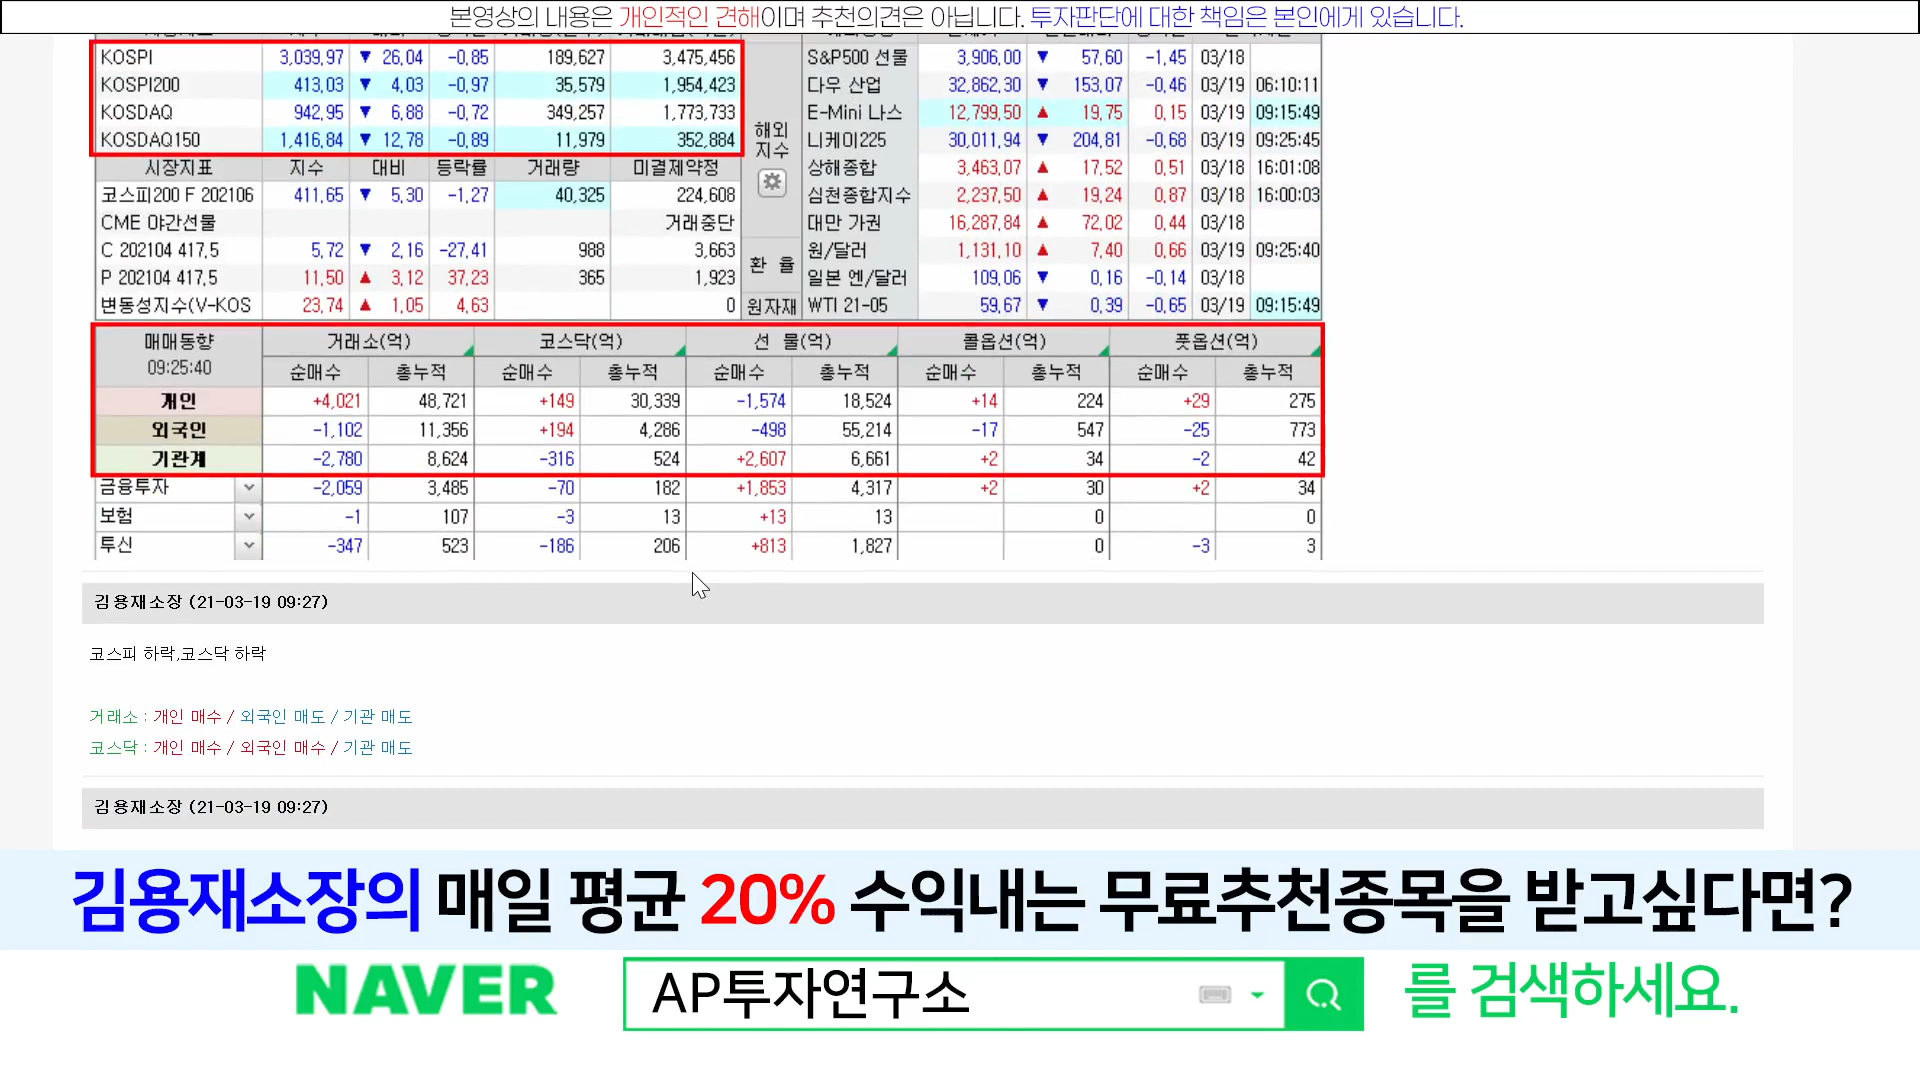 본영상의 내용은 개인적인 견해이며 추천의견은 아닙니다. 투자판단에 대한 책임은 본인에게 있습니다.
KOSPI 3,039,97 ▼ 26,04 -0,85 189,627 3,475,456 S&P500 선물 3,906,00 ▼ 57,60 -1,45 03/18
KOSPI200 413,03 ▼ 4,03 -0,97 35,579 1,954,423 다우 산업 32,862,30 ▼ 153,07 -0,46 03/19 06:10:11
KOSDAQ 942,95 ▼ 6,88 -0,72 349,257 1,773,733 E-Mini 나스 12,799,50 ▲ 19,75 0,15 03/19 09:15:49
KOSDAQ150 1,416,84 ▼ 12,78 -0,89 11,979 352,884 해외 지수 니케이225 30,011,94 ▼ 204,81 -0,68 03/19 09:25:45
시장지표 지수 대비 등락률 거래량 미결제약정 상해종합 3,463,07 ▲ 17,52 0,51 03/18 16:01:08
코스피200 F 202106 411,65 ▼ 5,30 -1,27 40,325 224,608 심천종합지수 2,237,50 ▲ 19,24 0,87 03/18 16:00:03
CME 야간선물 거래중단 대만 가권 16,287,84 ▲ 72,02 0,44 03/18
C 202104 417,5 5,72 ▼ 2,16 -27,41 988 3,663 환 율 원/달러 1,131,10 ▲ 7,40 0,66 03/19 09:25:40
P 202104 417,5 11,50 ▲ 3,12 37,23 365 1,923 일본 엔/달러 109,06 ▼ 0,16 -0,14 03/18
변동성지수(V-KOS 23,74 ▲ 1,05 4,63 0 원자재 WTI 21-05 59,67 ▼ 0,39 -0,65 03/19 09:15:49
매매동향 거래소(억) 코스닥(억) 선 물(억) 콜옵션(억) 풋옵션(억)
09:25:40 순매수 총누적 순매수 총누적 순매수 총누적 순매수 총누적 순매수 총누적
개인 +4,021 48,721 +149 30,339 -1,574 18,524 +14 224 +29 275
외국인 -1,102 11,356 +194 4,286 -498 55,214 -17 547 -25 773
기관계 -2,780 8,624 -316 524 +2,607 6,661 +2 34 -2 42
금융투자 -2,059 3,485 -70 182 +1,853 4,317 +2 30 +2 34
보험 -1 107 -3 13 +13 13 0 0
투신 -347 523 -186 206 +813 1,827 0 -3 3
김용재소장 (21-03-19 09:27)
코스피 하락,코스닥 하락
거래소 : 개인 매수 / 외국인 매도 / 기관 매도
코스닥 : 개인 매수 / 외국인 매수 / 기관 매도
김용재소장 (21-03-19 09:27)
김용재소장의 매일 평균 20% 수익내는 무료추천종목을 받고싶다면?
NAVER AP투자연구소 를 검색하세요.